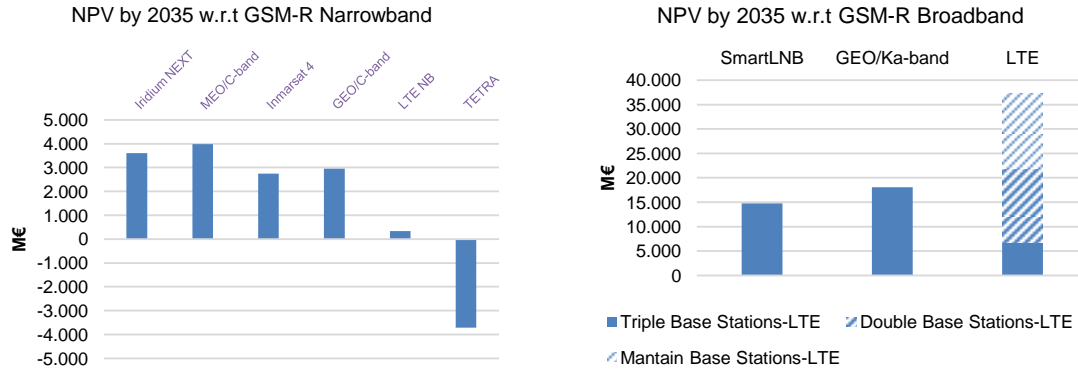 NPV by 2035 w.r.t GSM-R Narrowband
Iridium NEXT
MEO/C-band
Inmarsat 4
GEO/C-band
LTE NB
TETRA
5.000
4.000
3.000
2.000
1.000
0
-1.000
-2.000
-3.000
-4.000
-5.000
M€
NPV by 2035 w.r.t GSM-R Broadband
SmartLNB GEO/Ka-band LTE
40.000
35.000
30.000
25.000
20.000
15.000
10.000
5.000
0
M€
Triple Base Stations-LTE Double Base Stations-LTE
Mantain Base Stations-LTE